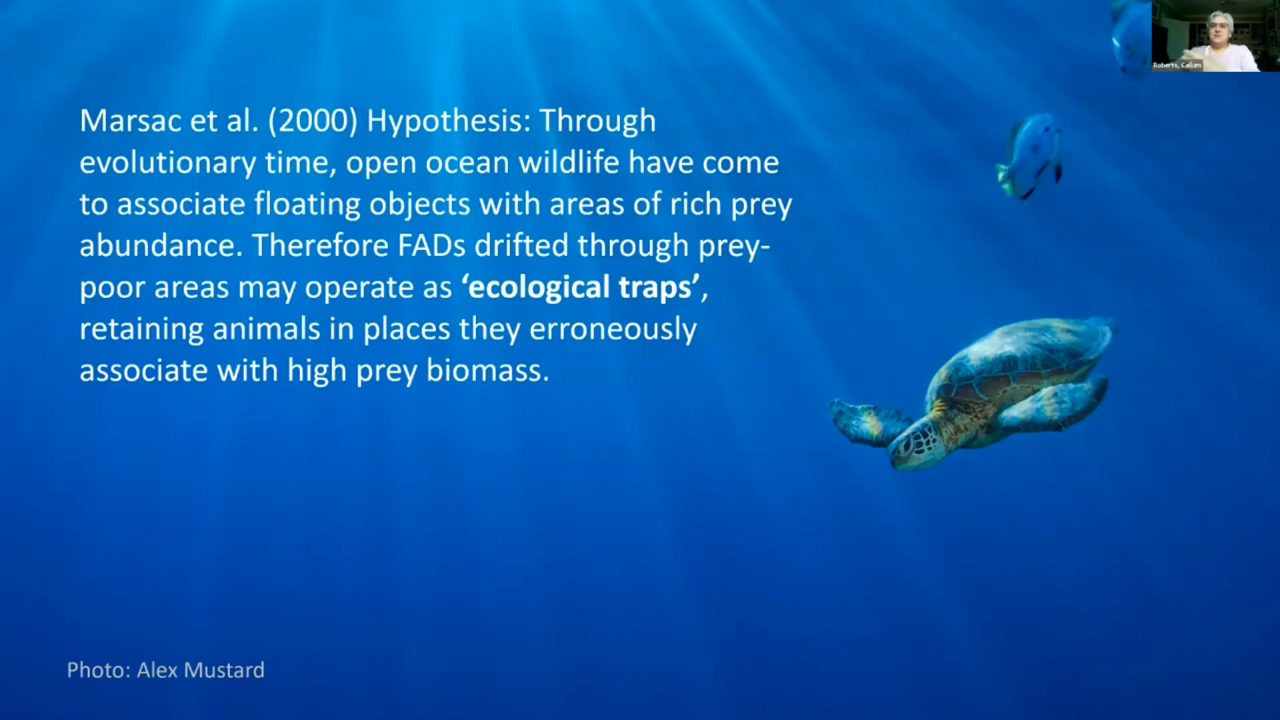 Roberts, Callum
Marsac et al. (2000) Hypothesis: Through
evolutionary time, open ocean wildlife have come
to associate floating objects with areas of rich prey
abundance. Therefore FADs drifted through prey-
poor areas may operate as ‘ecological traps’,
retaining animals in places they erroneously
associate with high prey biomass.
Photo: Alex Mustard